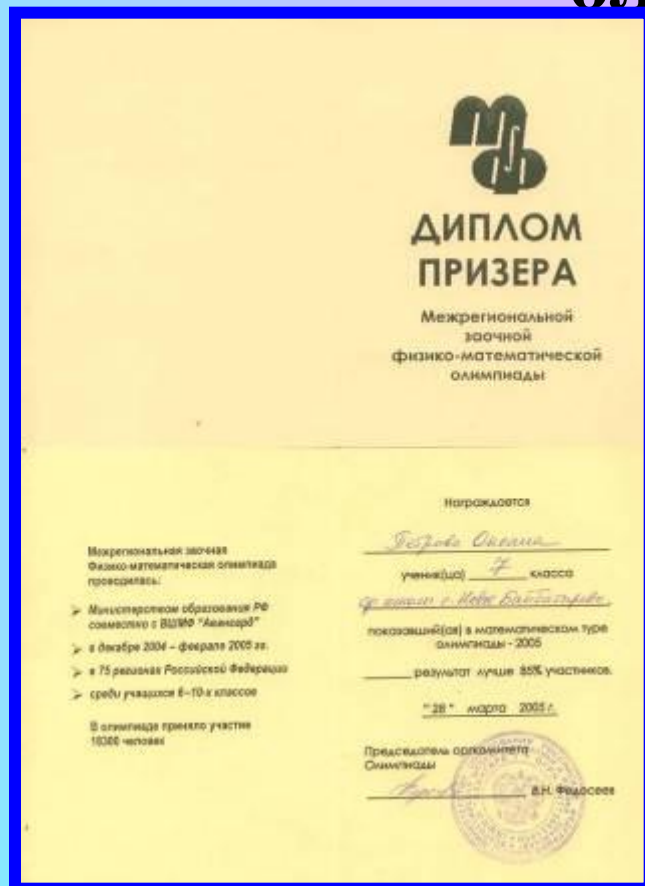 ДИПЛОМ
ПРИЗЕРА
Межрегиональной
заочной
физико-математической
олимпиады
Межрегиональная заочная
Физико-математическая олимпиада
проводилась:
Министерством образования РФ
совместно с ВШМФ "Авангард"
в декабре 2004 – феврале 2005 гг.
в 75 регионах Российской Федерации
среди учащихся 6–10-х классов
В олимпиаде приняло участие
человек
Награждается
ученик(ца) 7 класса
показавший(ая) в математическом туре
олимпиады - 2005
результат лучше 85% участников.
"28" марта 2005 г.
Председатель оргкомитета
Олимпиады
В.Н. Федосеев